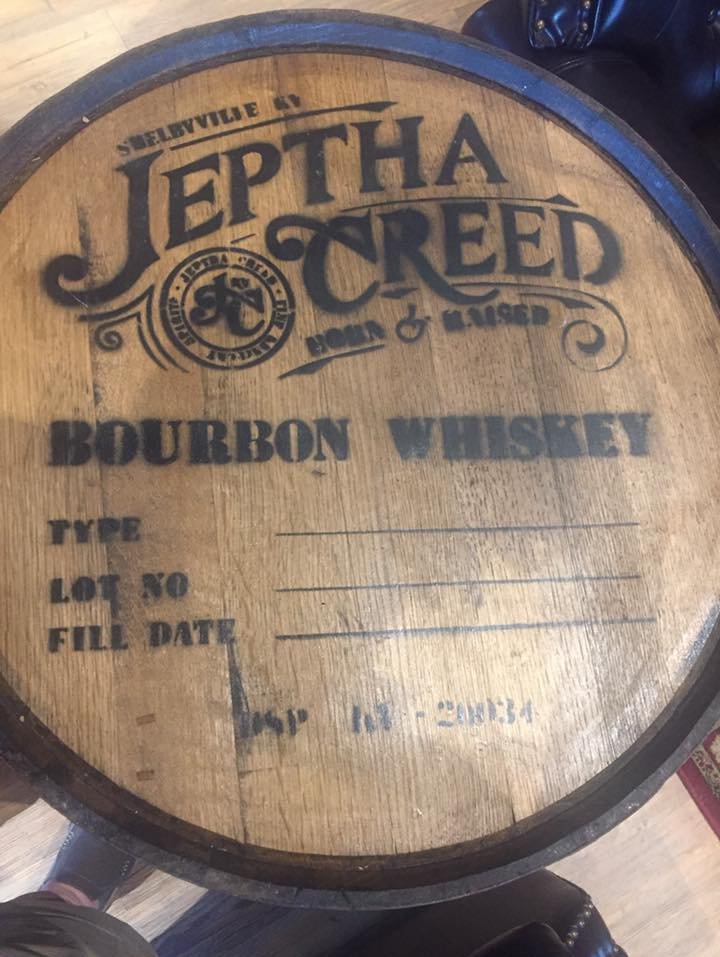 SHELBYVILLE KY
JEPTHA
CREED
JEPTHA CREED
SPIRITS
JC
BORN & RAISED
BOURBON WHISKEY
TYPE
LOT NO
FILL DATE
DSP KY - 20034